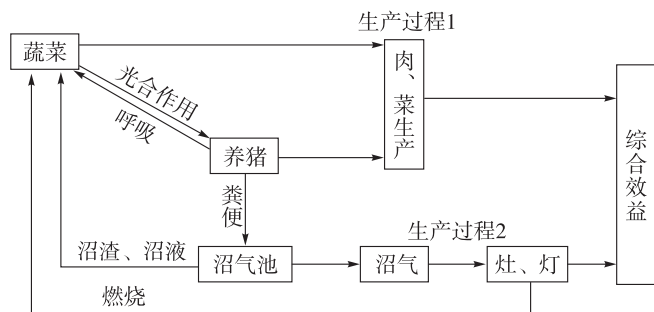 生产过程1
蔬菜
光合作用
呼吸
肉、菜生产
养猪
粪便
综合效益
生产过程2
沼渣、沼液
沼气池
沼气
灶、灯
燃烧